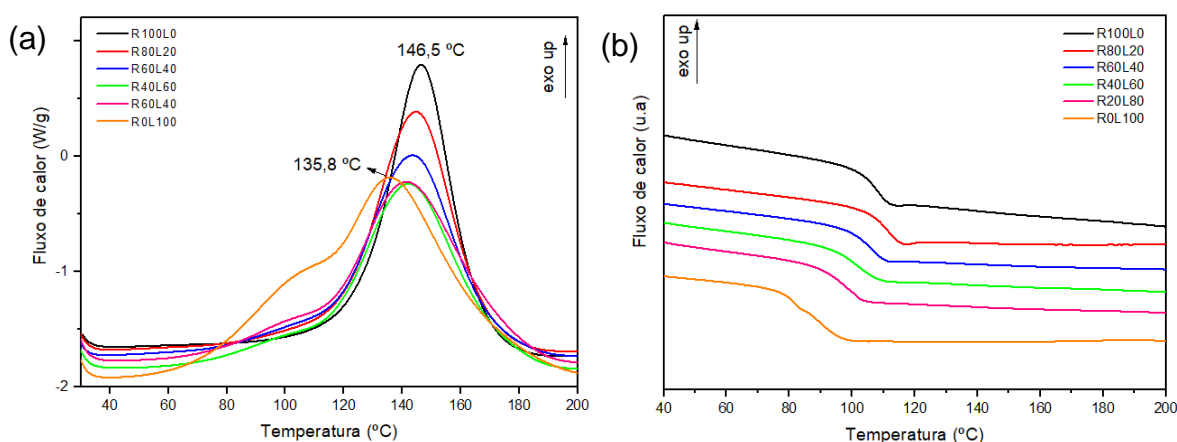 (a)
R100L0
R80L20
R60L40
R40L60
R60L40
R0L100
146,5 ºC
135,8 ºC
exo up
Fluxo de calor (W/g)
0
-1
-2
40 60 80 100 120 140 160 180 200
Temperatura (ºC)
(b)
exo up
R100L0
R80L20
R60L40
R40L60
R20L80
R0L100
Fluxo de calor (u.a)
40 60 80 100 120 140 160 180 200
Temperatura (ºC)